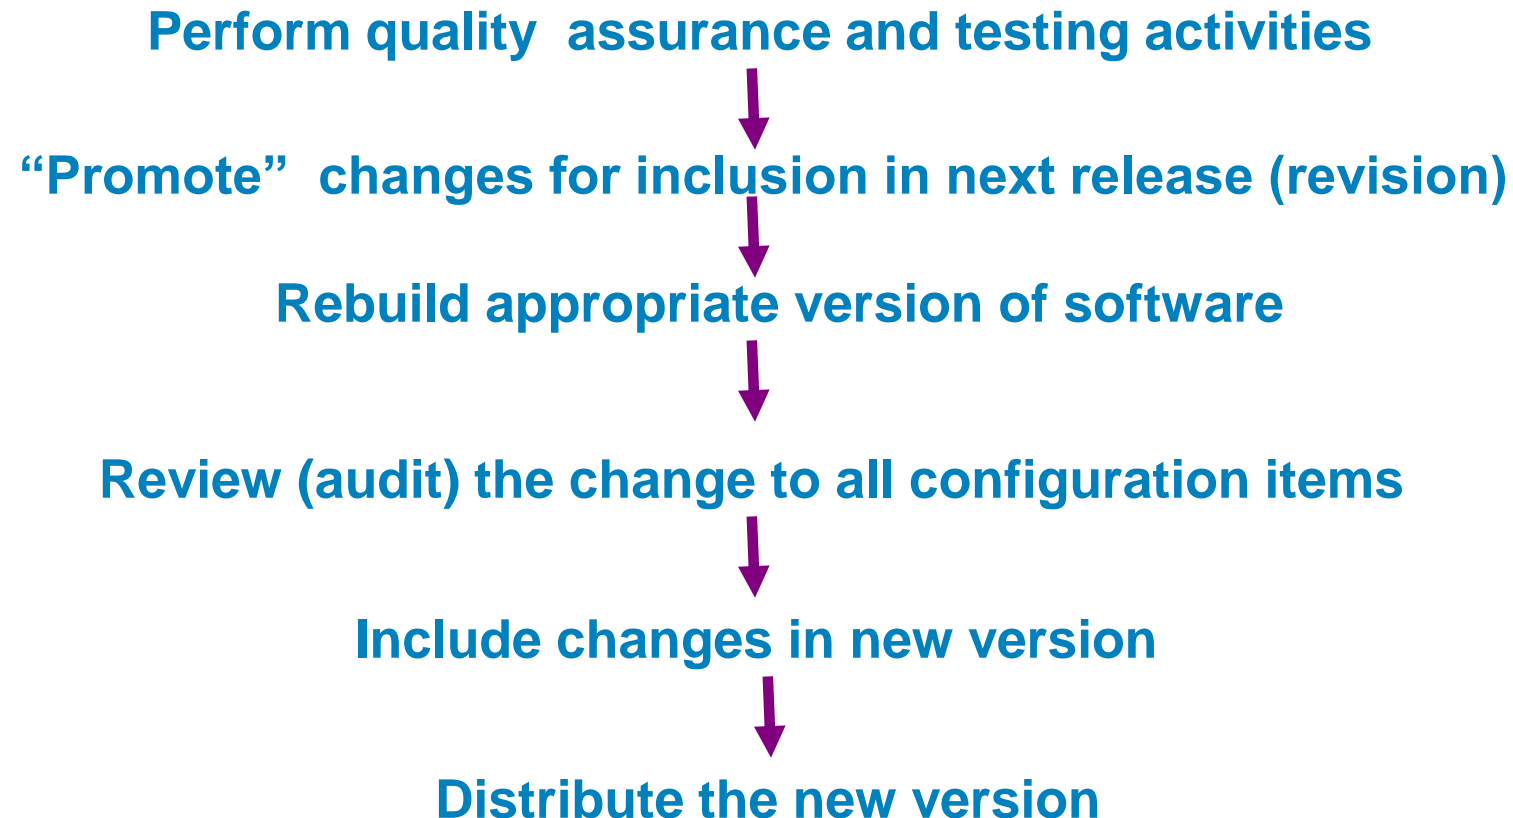 Perform quality  assurance and testing activities
“Promote”  changes for inclusion in next release (revision)
Rebuild appropriate version of software
Review (audit) the change to all configuration items
Include changes in new version
Distribute the new version